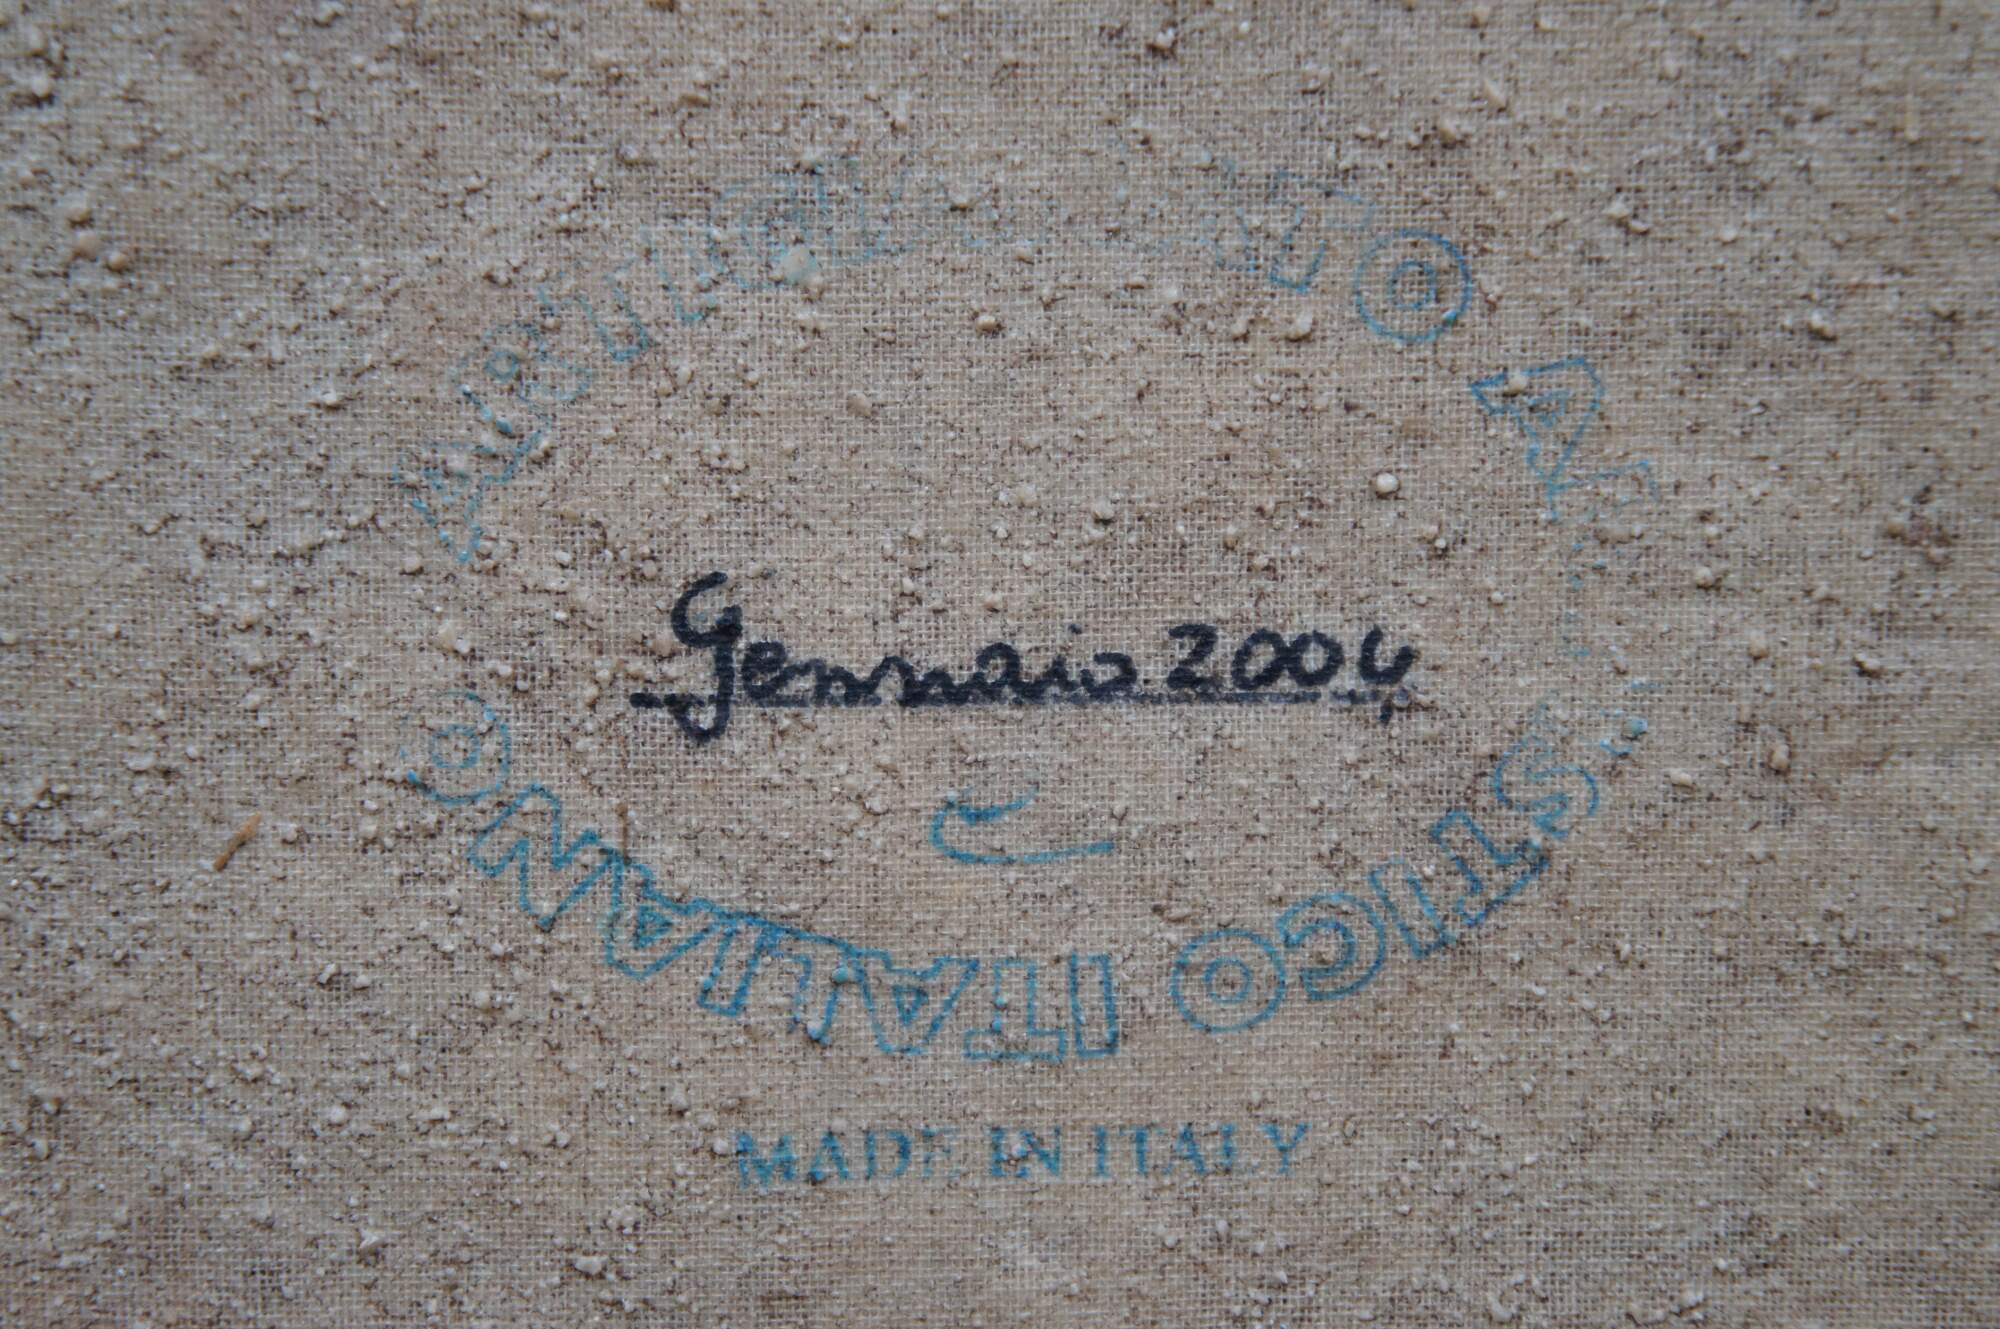 ARTIGIANATO ARTISTICO ITALIANO
Gennaio 2004
MADE IN ITALY